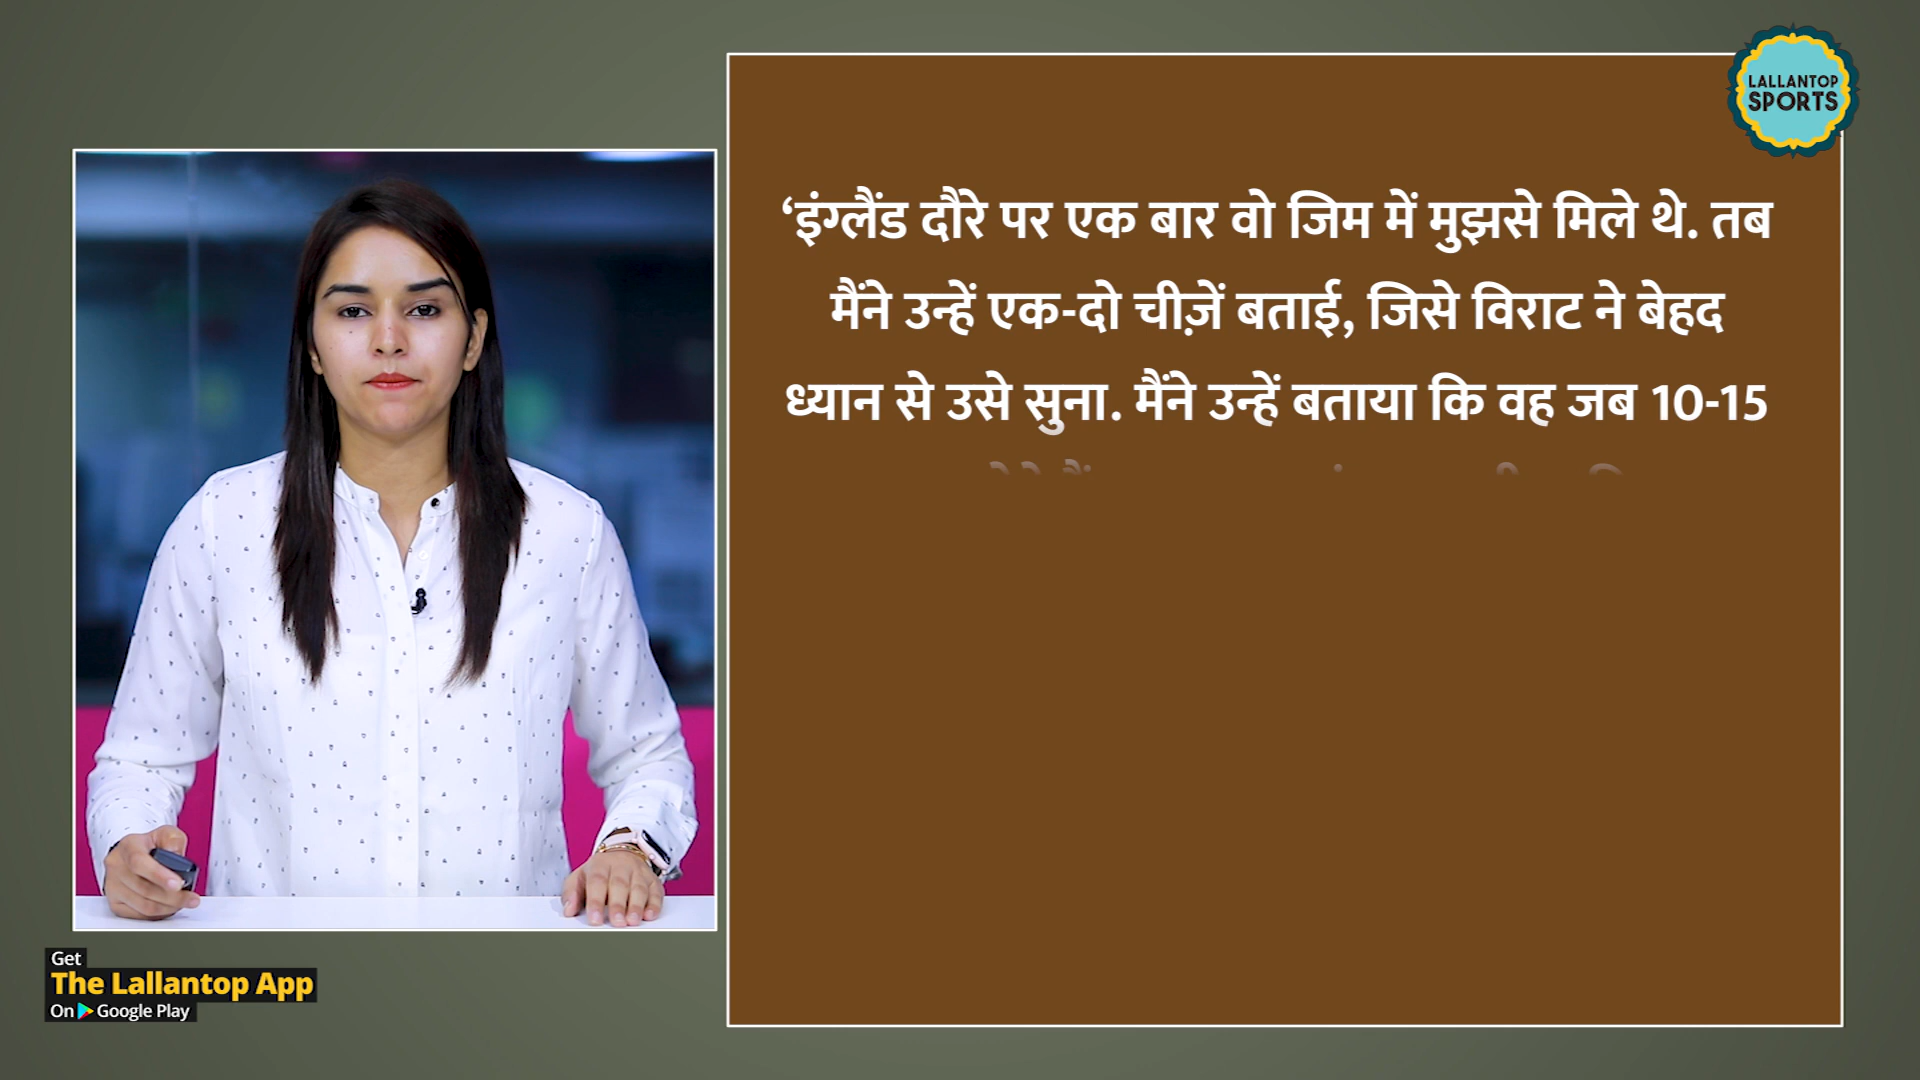 LALLANTOP
SPORTS
‘इंग्लैंड दौरे पर एक बार वो जिम में मुझसे मिले थे. तब
मैंने उन्हें एक-दो चीज़ें बताई, जिसे विराट ने बेहद
ध्यान से उसे सुना. मैंने उन्हें बताया कि वह जब 10-15
Get
The Lallantop App
On Google Play